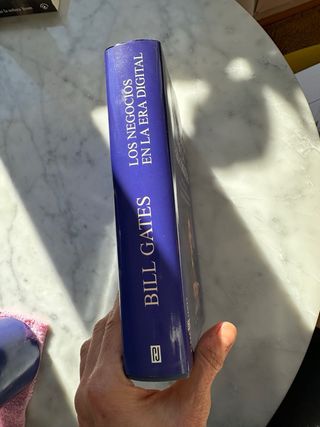 LOS NEGOCIOS
EN LA ERA DIGITAL
BILL GATES